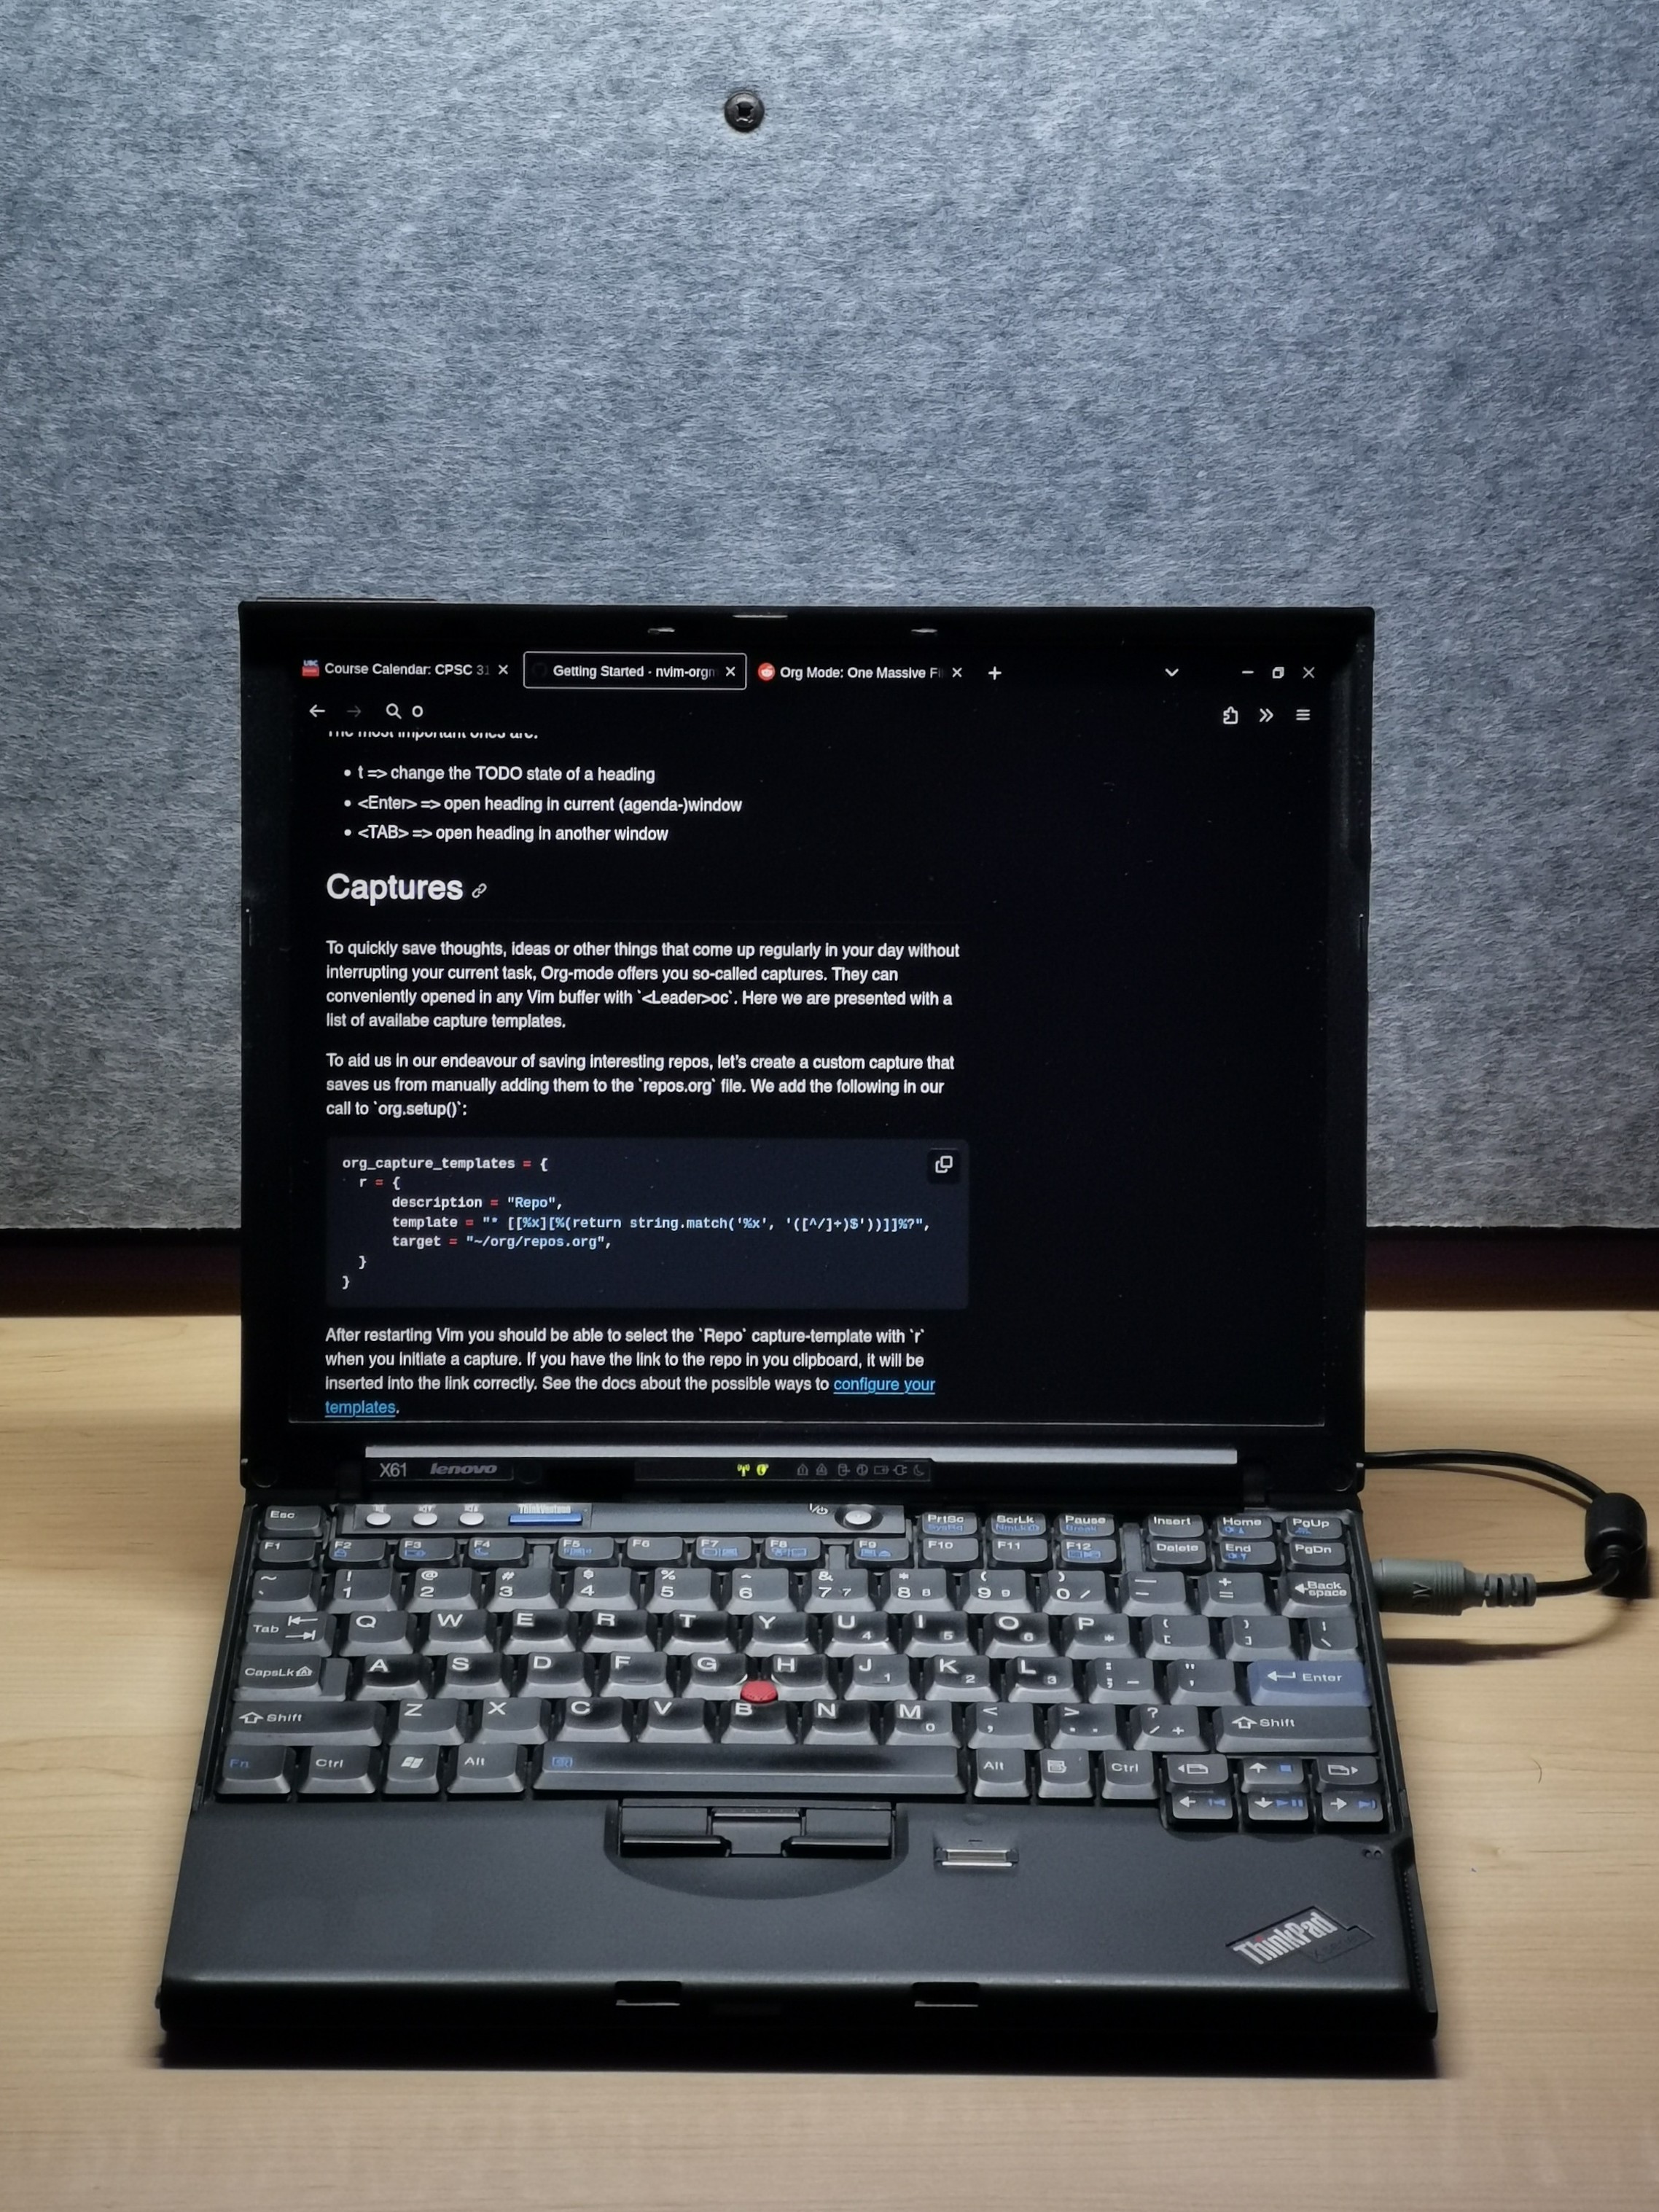 Course Calendar: CPSC 31
Getting Started - nvim-orgm
Org Mode: One Massive Fi
The most important ones are:
• t => change the TODO state of a heading
• <Enter> => open heading in current (agenda-)window
• <TAB> => open heading in another window
Captures
To quickly save thoughts, ideas or other things that come up regularly in your day without
interrupting your current task, Org-mode offers you so-called captures. They can
conveniently opened in any Vim buffer with `<Leader>oc`. Here we are presented with a
list of availabe capture templates.
To aid us in our endeavour of saving interesting repos, let's create a custom capture that
saves us from manually adding them to the `repos.org` file. We add the following in our
call to `org.setup()`:
org_capture_templates = {
r = {
description = "Repo",
template = "* [[%x][%(return string.match('%x', '([^/]+)$'))]]%?",
target = "~/org/repos.org",
}
}
After restarting Vim you should be able to select the `Repo` capture-template with `r`
when you initiate a capture. If you have the link to the repo in you clipboard, it will be
inserted into the link correctly. See the docs about the possible ways to configure your
templates.
X61 lenovo
Esc ThinkVantage PrtSc SysRq ScrLk NmLk Pause Break Insert Home PgUp
F1 F2 F3 F4 F5 F6 F7 F8 F9 F10 F11 F12 Delete End PgDn
~ ` ! 1 @ 2 # 3 $ 4 % 5 ^ 6 & 7 7 * 8 8 ( 9 9 ) 0 / _ - + = Back space
Tab Q W E R T Y U 4 I 5 O 6 P * { [ } ] | \
CapsLk A S D F G H J 1 K 2 L 3 : ; - " ' Enter
Shift Z X C V B N M 0 < , > . . ? / + Shift
Fn Ctrl Alt Alt Ctrl
ThinkPad